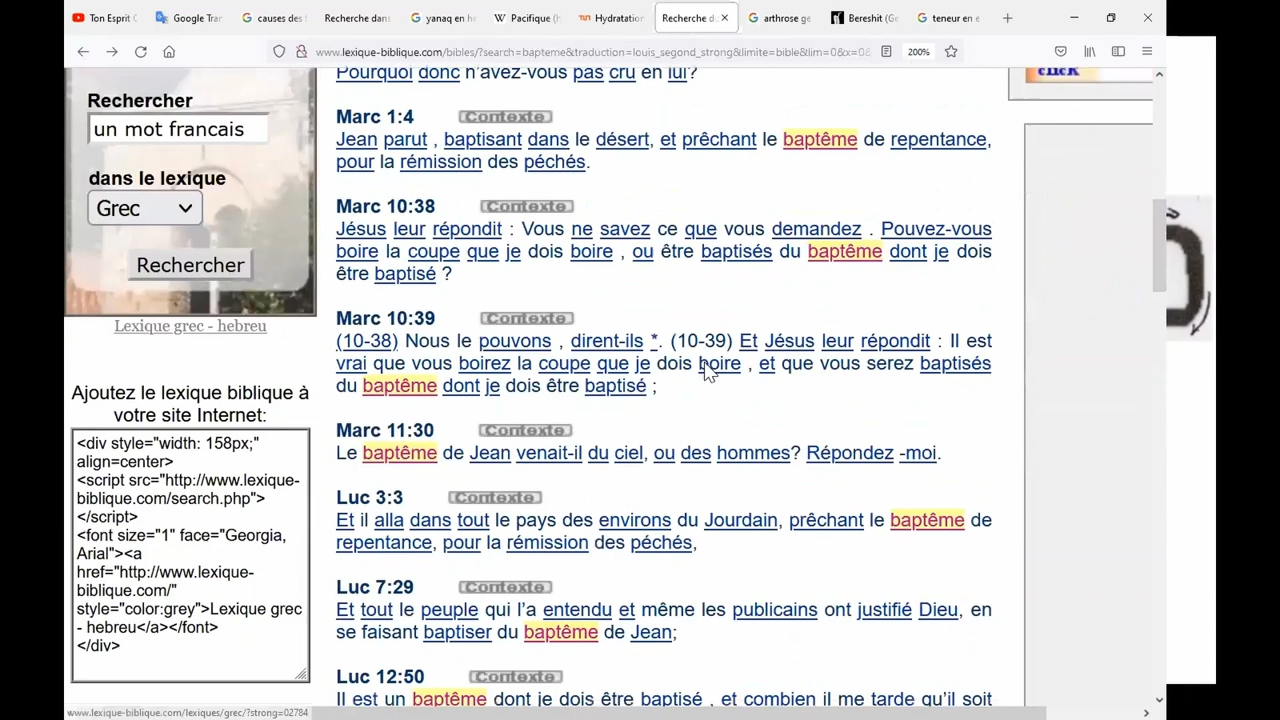 Ton Esprit (
Google Tra
causes des f
Recherche dans
yanaq en he
Pacifique (h
Hydratation
Recherche d
arthrose ge
Bereshit (Ge
teneur en e
www.lexique-biblique.com/bibles/?search=bapteme&traduction=louis_segond_strong&limite=bible&lim=0&x=0&
200%
Rechercher
un mot francais
dans le lexique
Grec
Rechercher
Lexique grec - hebreu
Ajoutez le lexique biblique à
votre site Internet:
<div style="width: 158px;"
align=center>
<script src="http://www.lexique-
biblique.com/search.php">
</script>
<font size="1" face="Georgia,
Arial"><a
href="http://www.lexique-
biblique.com/"
style="color:grey">Lexique grec
- hebreu</a></font>
</div>
Pourquoi donc n'avez-vous pas cru en lui?
Marc 1:4 Contexte
Jean parut , baptisant dans le désert, et prêchant le baptême de repentance,
pour la rémission des péchés.
Marc 10:38 Contexte
Jésus leur répondit : Vous ne savez ce que vous demandez . Pouvez-vous
boire la coupe que je dois boire , ou être baptisés du baptême dont je dois
être baptisé ?
Marc 10:39 Contexte
(10-38) Nous le pouvons , dirent-ils *. (10-39) Et Jésus leur répondit : Il est
vrai que vous boirez la coupe que je dois boire , et que vous serez baptisés
du baptême dont je dois être baptisé ;
Marc 11:30 Contexte
Le baptême de Jean venait-il du ciel, ou des hommes? Répondez -moi.
Luc 3:3 Contexte
Et il alla dans tout le pays des environs du Jourdain, prêchant le baptême de
repentance, pour la rémission des péchés,
Luc 7:29 Contexte
Et tout le peuple qui l'a entendu et même les publicains ont justifié Dieu, en
se faisant baptiser du baptême de Jean;
Luc 12:50 Contexte
Il est un baptême dont je dois être baptisé , et combien il me tarde qu'il soit
click
www.lexique-biblique.com/lexiques/grec/?strong=02784